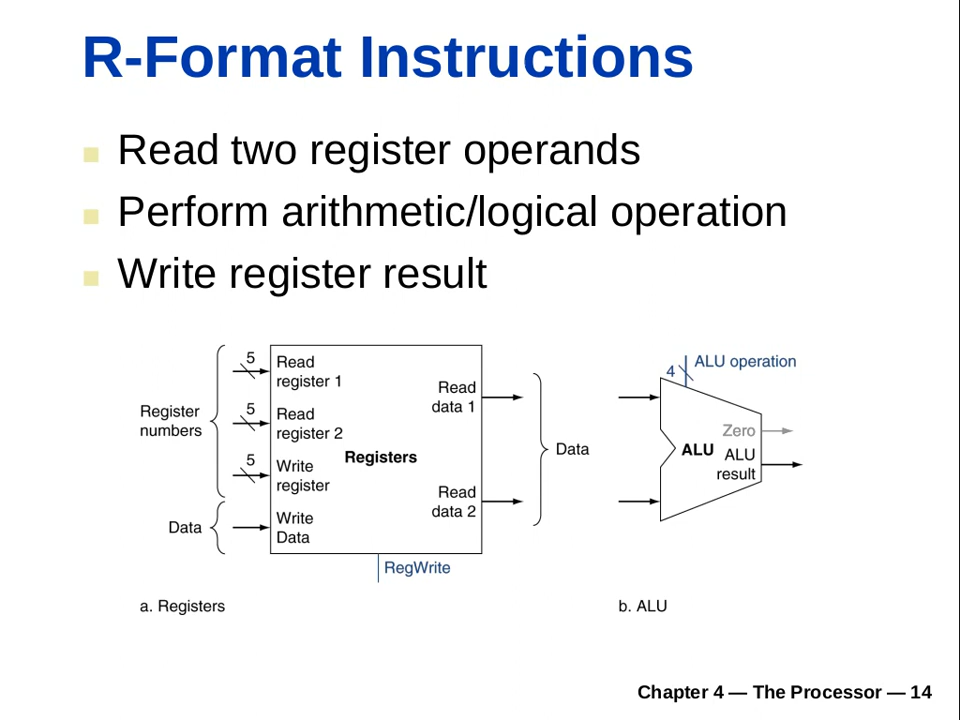 R-Format Instructions
Read two register operands
Perform arithmetic/logical operation
Write register result
Register
numbers
Data
5
5
5
Read
register 1
Read
register 2
Write
register
Write
Data
Registers
Read
data 1
Read
data 2
RegWrite
Data
a. Registers
4
ALU operation
Zero
ALU
ALU
result
b. ALU
Chapter 4 — The Processor — 14